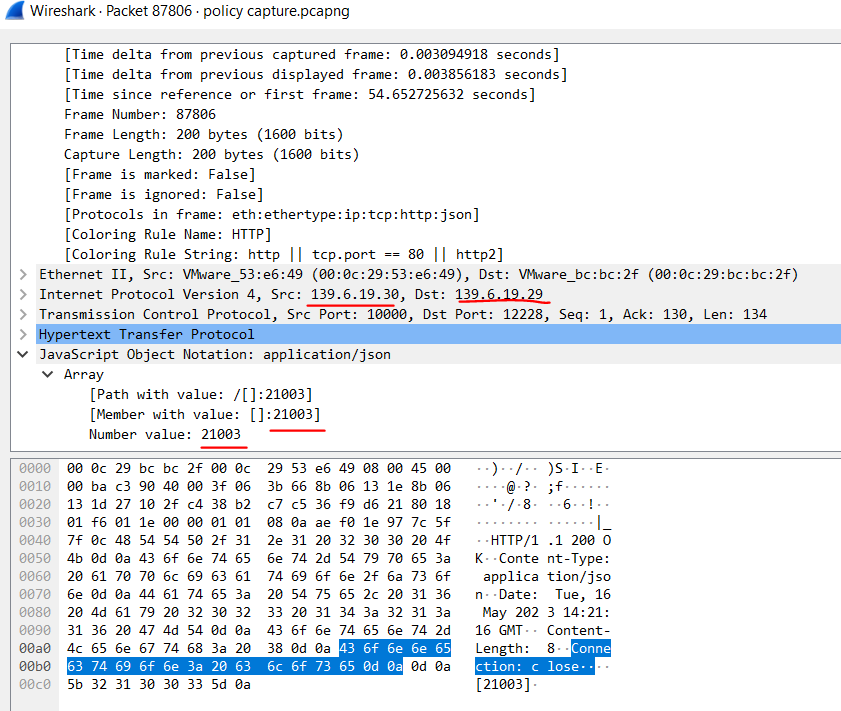 Wireshark · Packet 87806 · policy capture.pcapng
[Time delta from previous captured frame: 0.003094918 seconds]
[Time delta from previous displayed frame: 0.003856183 seconds]
[Time since reference or first frame: 54.652725632 seconds]
Frame Number: 87806
Frame Length: 200 bytes (1600 bits)
Capture Length: 200 bytes (1600 bits)
[Frame is marked: False]
[Frame is ignored: False]
[Protocols in frame: eth:ethertype:ip:tcp:http:json]
[Coloring Rule Name: HTTP]
[Coloring Rule String: http || tcp.port == 80 || http2]
Ethernet II, Src: VMware_53:e6:49 (00:0c:29:53:e6:49), Dst: VMware_bc:bc:2f (00:0c:29:bc:bc:2f)
Internet Protocol Version 4, Src: 139.6.19.30, Dst: 139.6.19.29
Transmission Control Protocol, Src Port: 10000, Dst Port: 12228, Seq: 1, Ack: 130, Len: 134
Hypertext Transfer Protocol
JavaScript Object Notation: application/json
Array
[Path with value: /[]:21003]
[Member with value: []:21003]
Number value: 21003
0000 00 0c 29 bc bc 2f 00 0c 29 53 e6 49 08 00 45 00 ··)··/·· )S·I··E·
0010 00 ba c3 90 40 00 3f 06 3b 66 8b 06 13 1e 8b 06 ····@·?· ;f······
0020 13 1d 27 10 2f c4 38 b2 c7 c5 36 f9 d6 21 80 18 ··'·/·8· ··6··!··
0030 01 f6 01 1e 00 00 01 01 08 0a ae f0 1e 97 7c 5f ········ ······|_
0040 7f 0c 48 54 54 50 2f 31 2e 31 20 32 30 30 20 4f ··HTTP/1 .1 200 O
0050 4b 0d 0a 43 6f 6e 74 65 6e 74 2d 54 79 70 65 3a K··Conte nt-Type:
0060 20 61 70 70 6c 69 63 61 74 69 6f 6e 2f 6a 73 6f applica tion/jso
0070 6e 0d 0a 44 61 74 65 3a 20 54 75 65 2c 20 31 36 n··Date: Tue, 16
0080 20 4d 61 79 20 32 30 32 33 20 31 34 3a 32 31 3a May 202 3 14:21:
0090 31 36 20 47 4d 54 0d 0a 43 6f 6e 74 65 6e 74 2d 16 GMT·· Content-
00a0 4c 65 6e 67 74 68 3a 20 38 0d 0a 43 6f 6e 6e 65 Length: 8··Conne
00b0 63 74 69 6f 6e 3a 20 63 6c 6f 73 65 0d 0a 0d 0a ction: c lose····
00c0 5b 32 31 30 30 33 5d 0a [21003]·